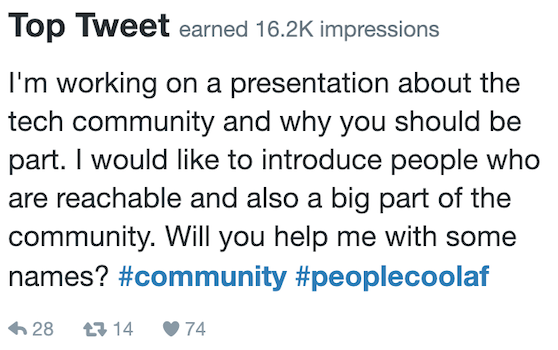 Top Tweet earned 16.2K impressions
I'm working on a presentation about the
tech community and why you should be
part. I would like to introduce people who
are reachable and also a big part of the
community. Will you help me with some
names? #community #peoplecoolaf
28 14 74